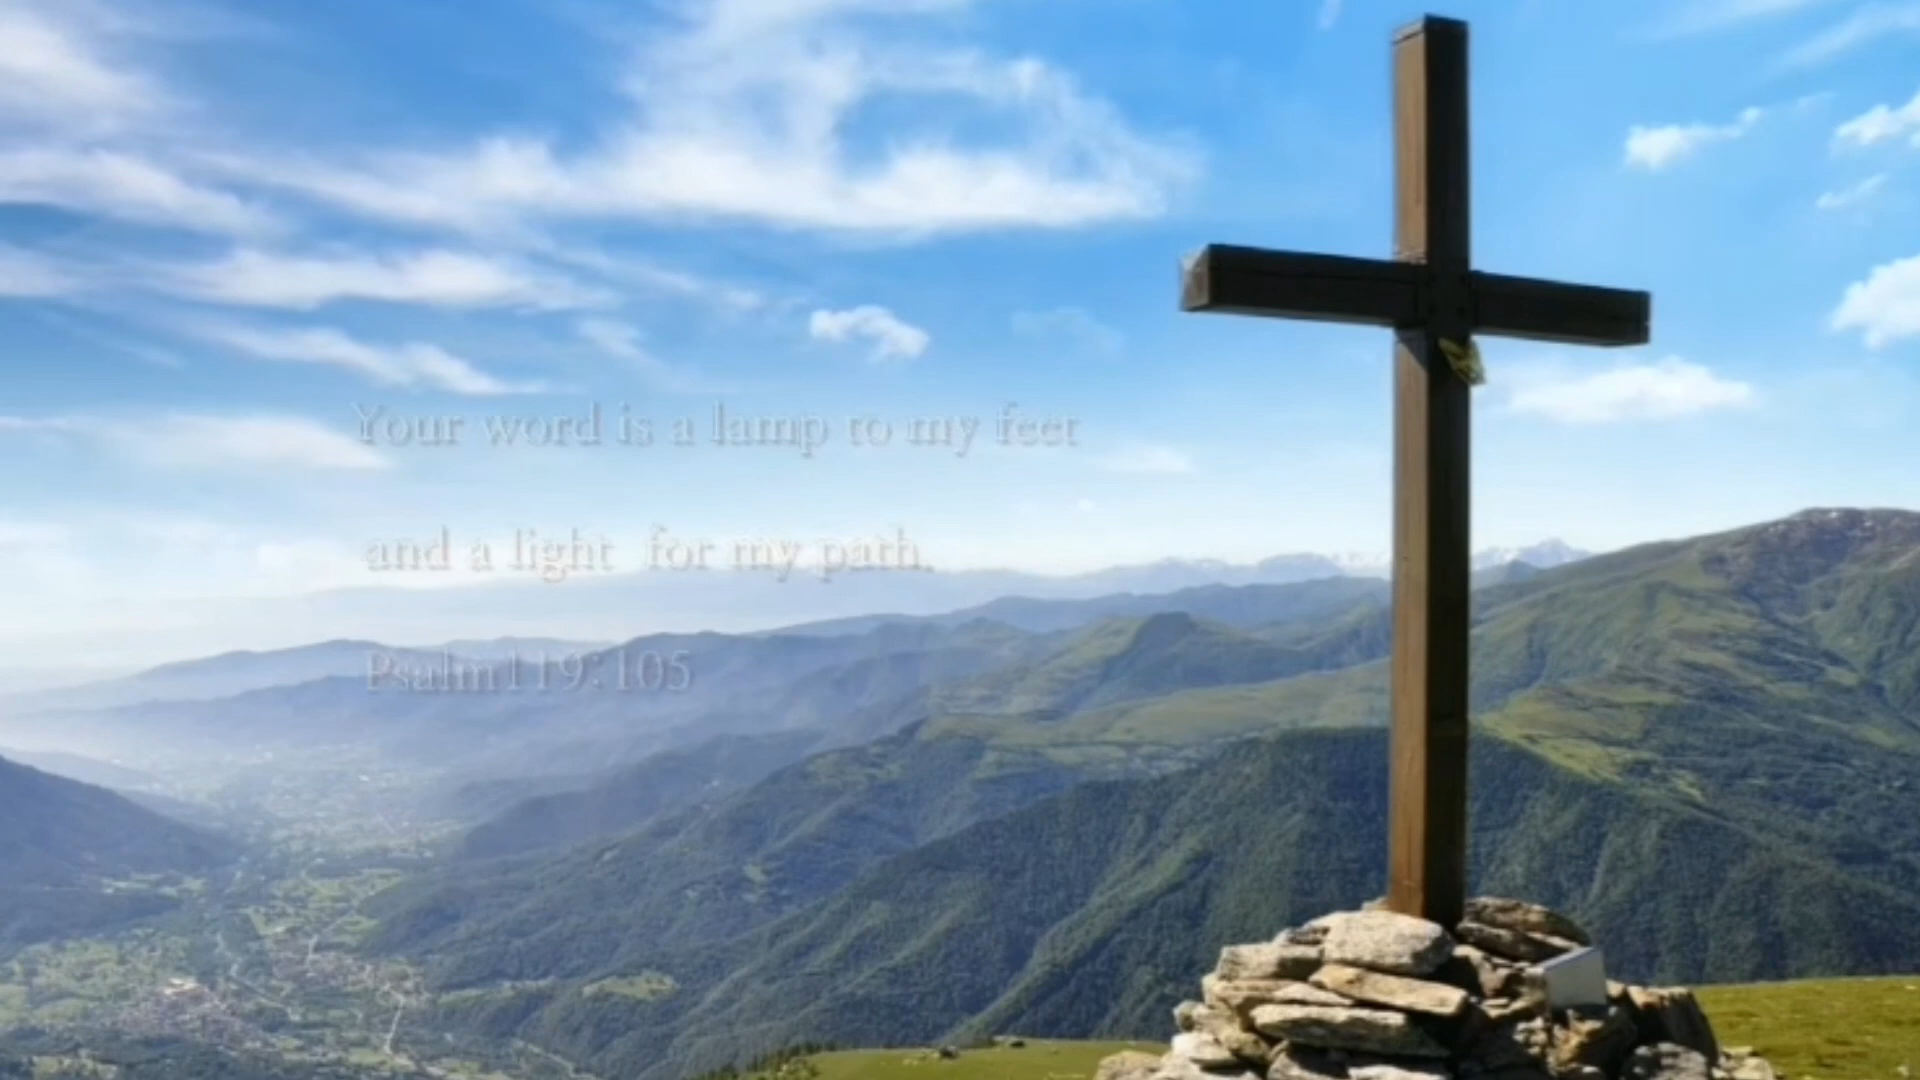 Your word is a lamp to my feet
and a light for my path.
Psalm119:105